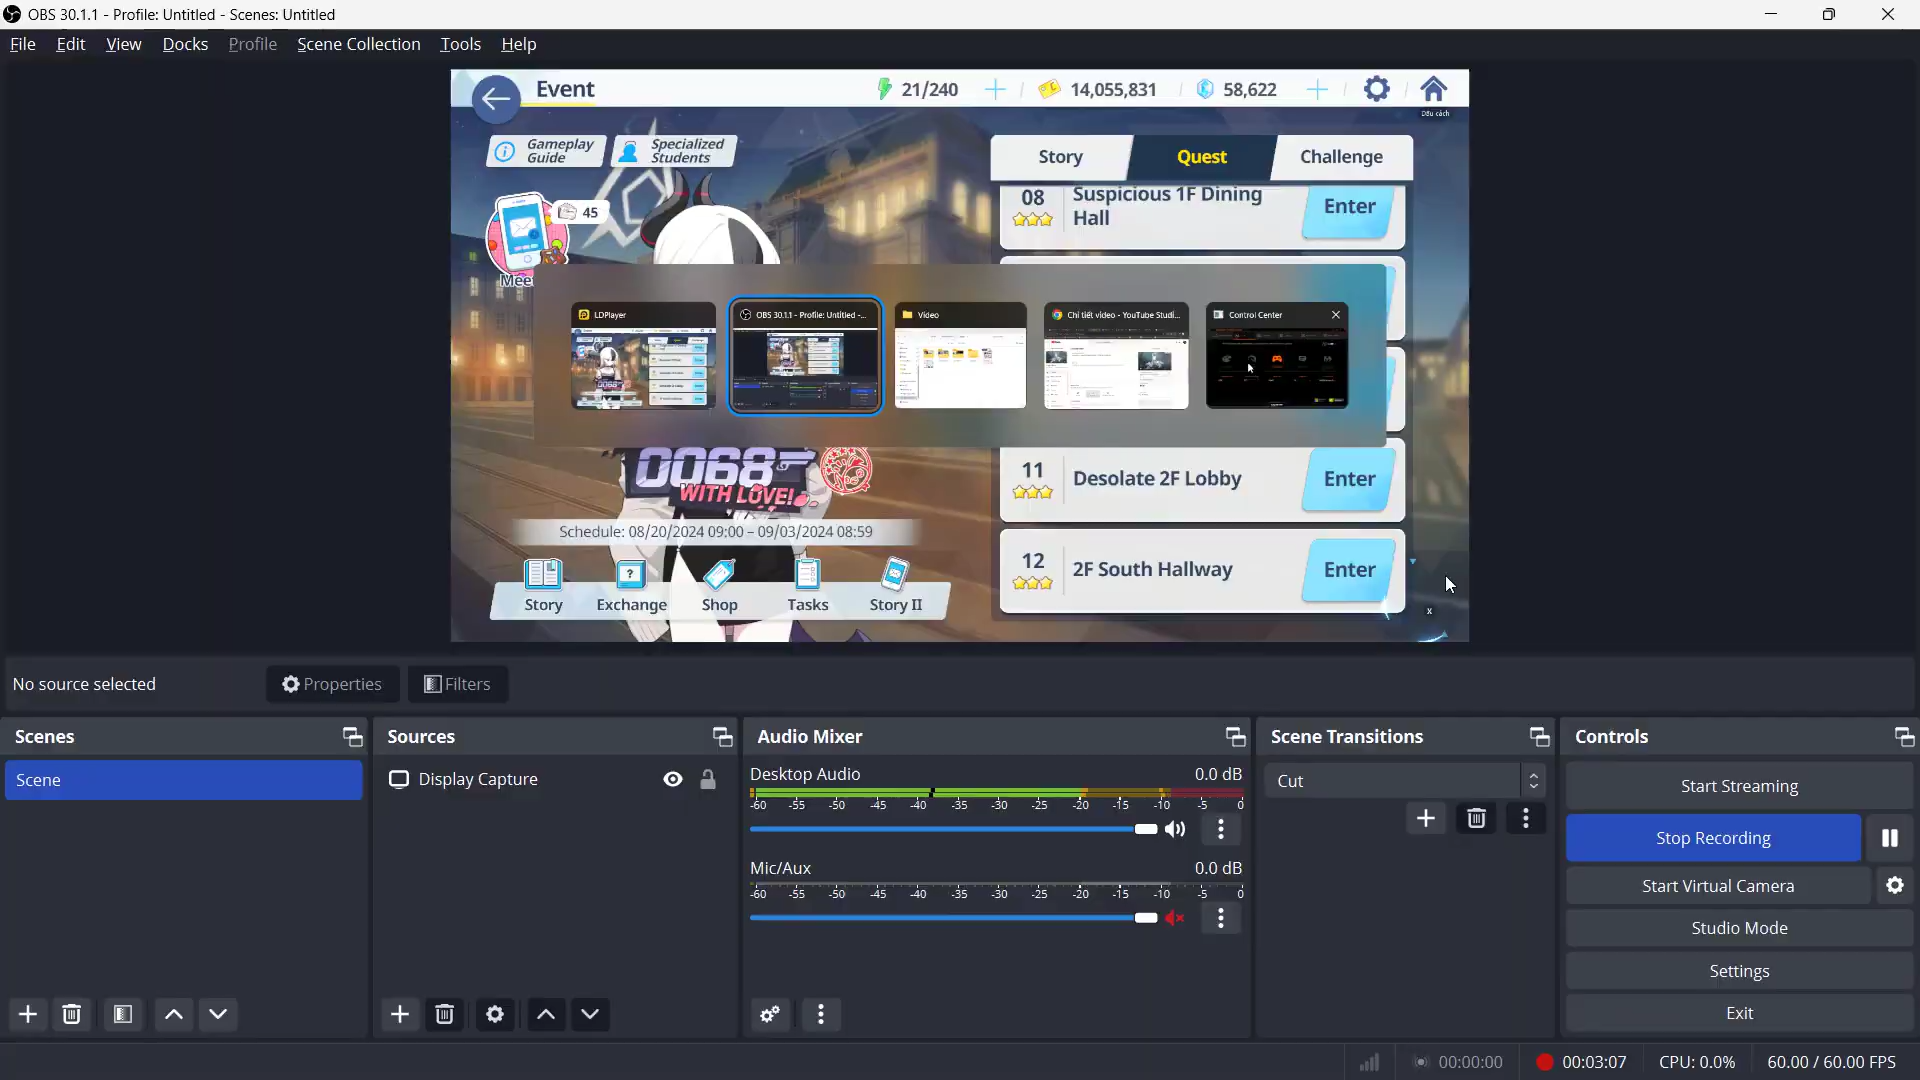 OBS 30.1.1 - Profile: Untitled - Scenes: Untitled
File Edit View Docks Profile Scene Collection Tools Help
Event 21/240 14,055,831 58,622
Dấu cách
Gameplay Guide
Specialized Students
Story Quest Challenge
45
Mee
08 Suspicious 1F Dining Hall Enter
LDPlayer
OBS 30.1.1 - Profile: Untitled -...
Video
Chi tiết video - YouTube Studi...
Control Center
0068
WITH LOVE!
11 Desolate 2F Lobby Enter
Schedule: 08/20/2024 09:00 – 09/03/2024 08:59
12 2F South Hallway Enter
X
Story Exchange Shop Tasks Story II
No source selected Properties Filters
Scenes Sources Audio Mixer Scene Transitions Controls
Scene
Display Capture
Desktop Audio 0.0 dB
-60 -55 -50 -45 -40 -35 -30 -25 -20 -15 -10 -5 0
Mic/Aux 0.0 dB
-60 -55 -50 -45 -40 -35 -30 -25 -20 -15 -10 -5 0
Cut
Start Streaming
Stop Recording
Start Virtual Camera
Studio Mode
Settings
Exit
00:00:00 00:03:07 CPU: 0.0% 60.00 / 60.00 FPS